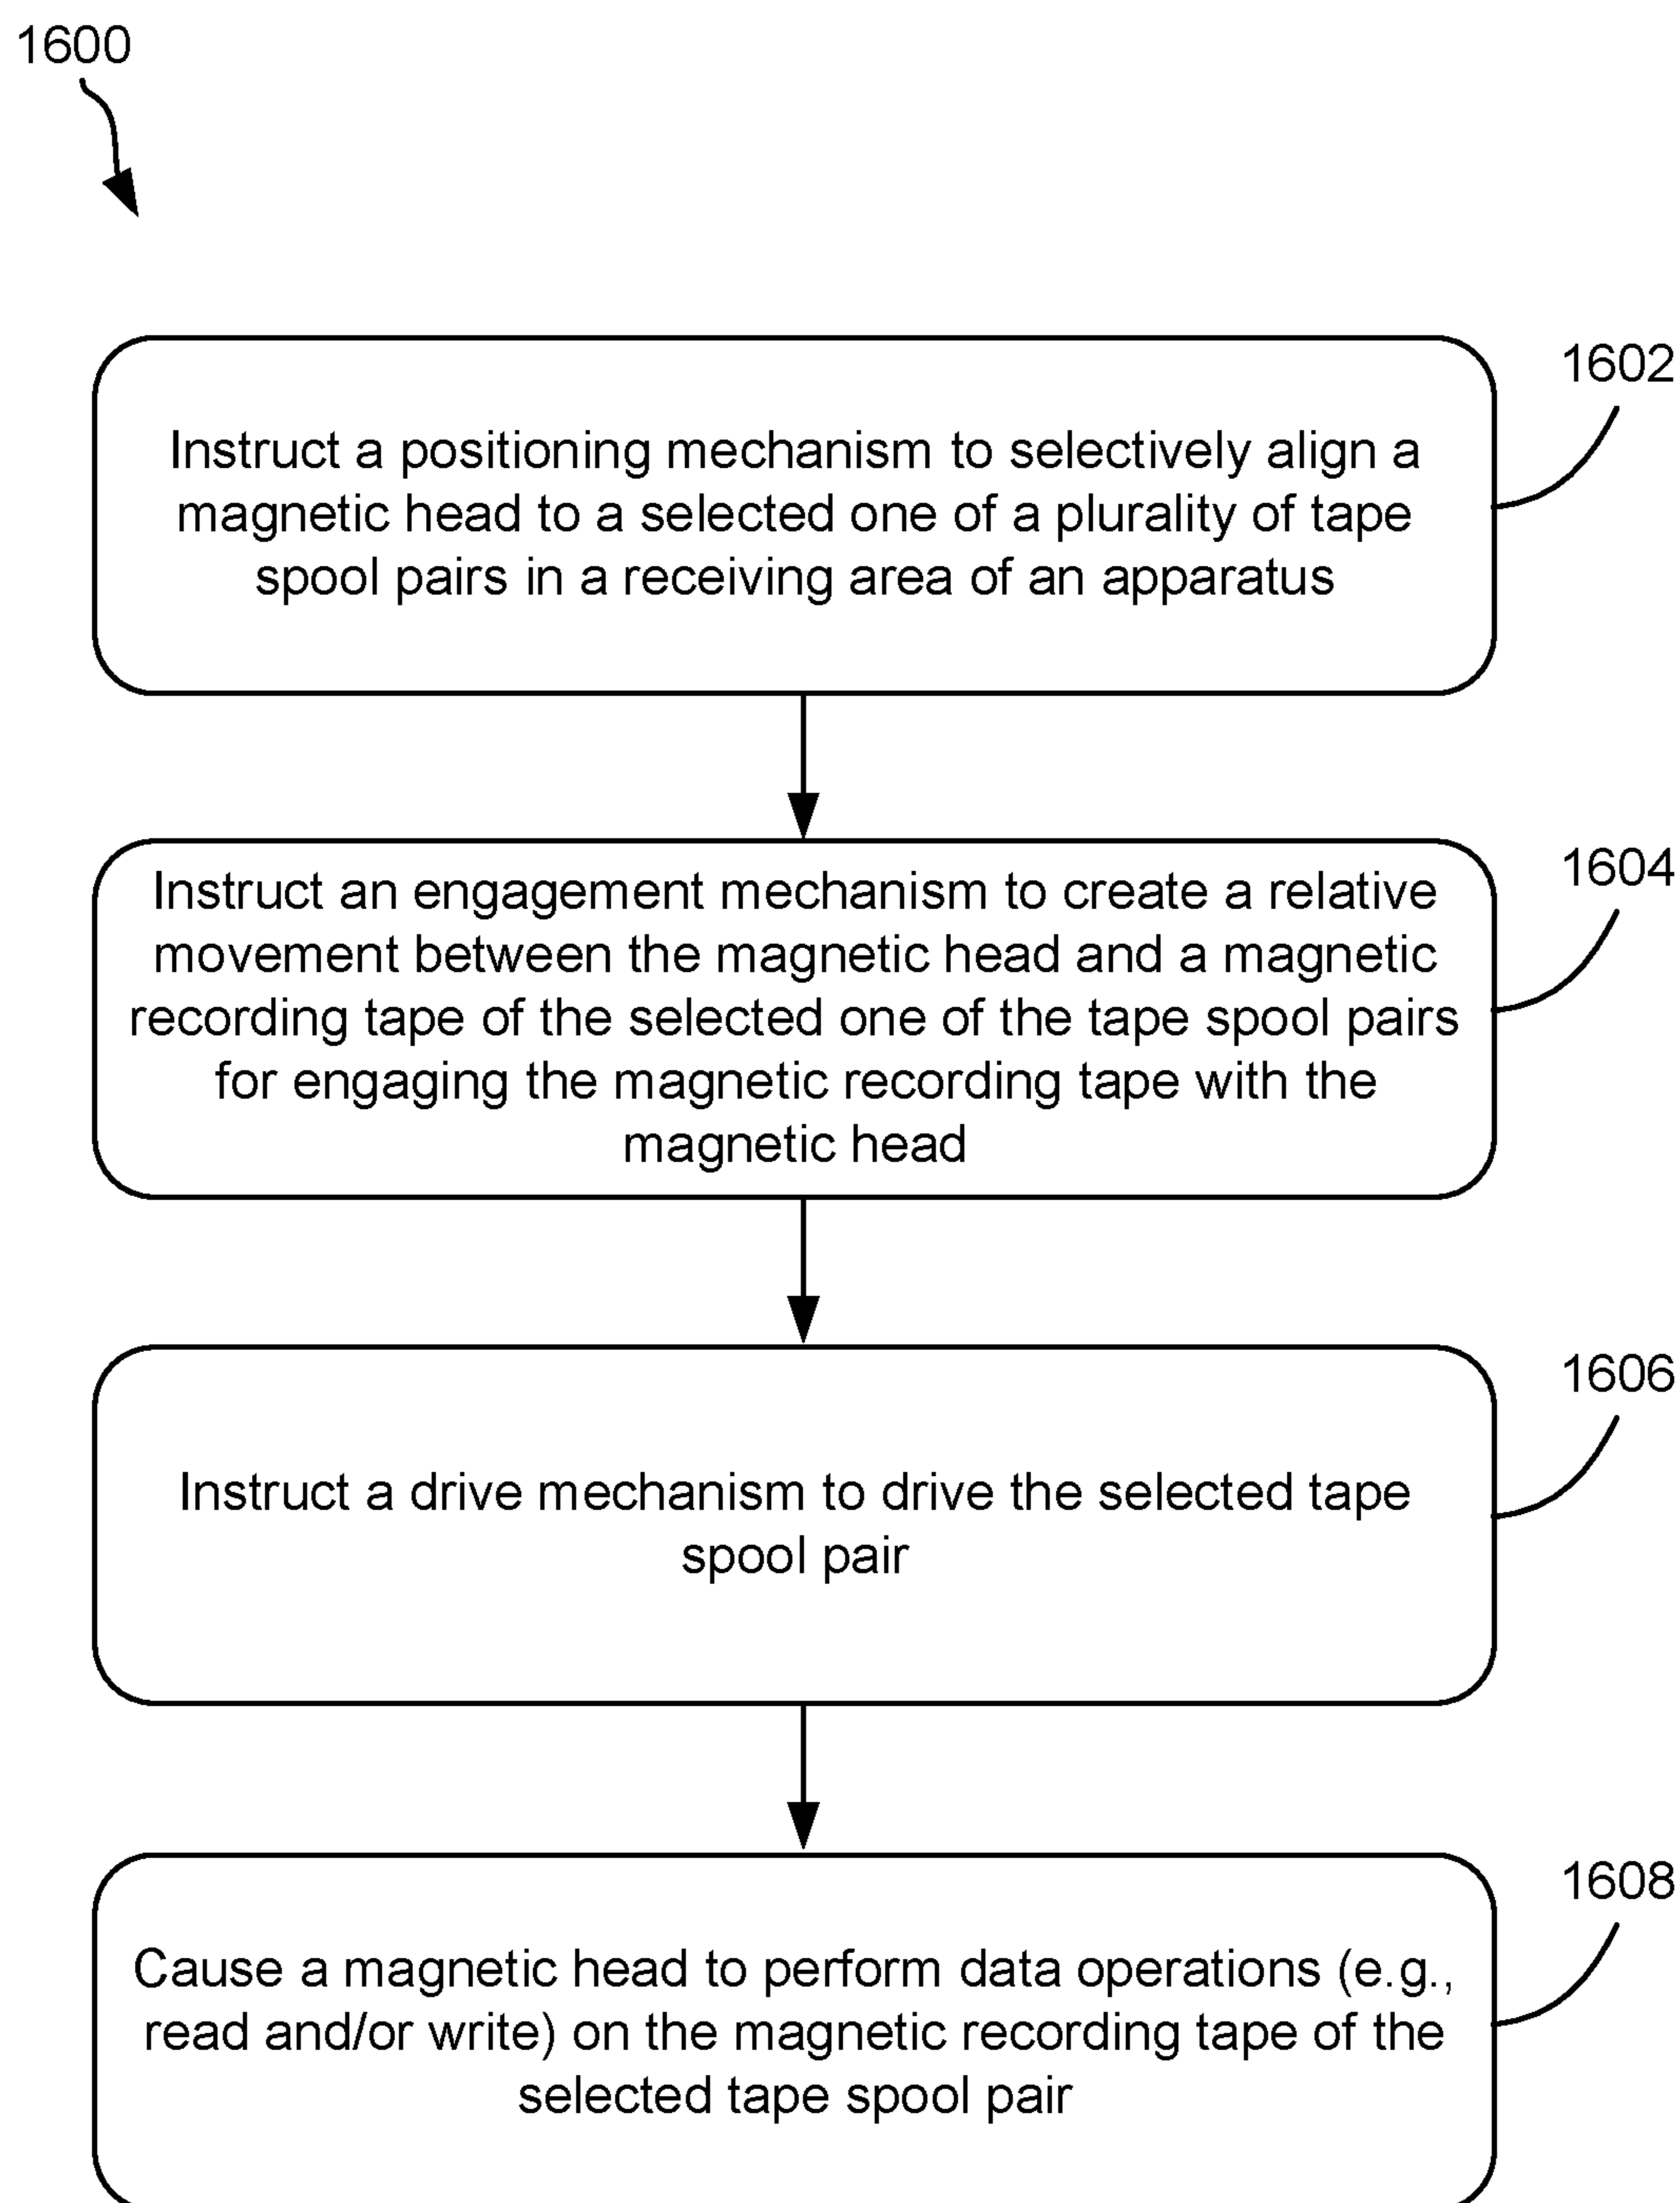 1600
1602
Instruct a positioning mechanism to selectively align a
magnetic head to a selected one of a plurality of tape
spool pairs in a receiving area of an apparatus
1604
Instruct an engagement mechanism to create a relative
movement between the magnetic head and a magnetic
recording tape of the selected one of the tape spool pairs
for engaging the magnetic recording tape with the
magnetic head
1606
Instruct a drive mechanism to drive the selected tape
spool pair
1608
Cause a magnetic head to perform data operations (e.g.,
read and/or write) on the magnetic recording tape of the
selected tape spool pair